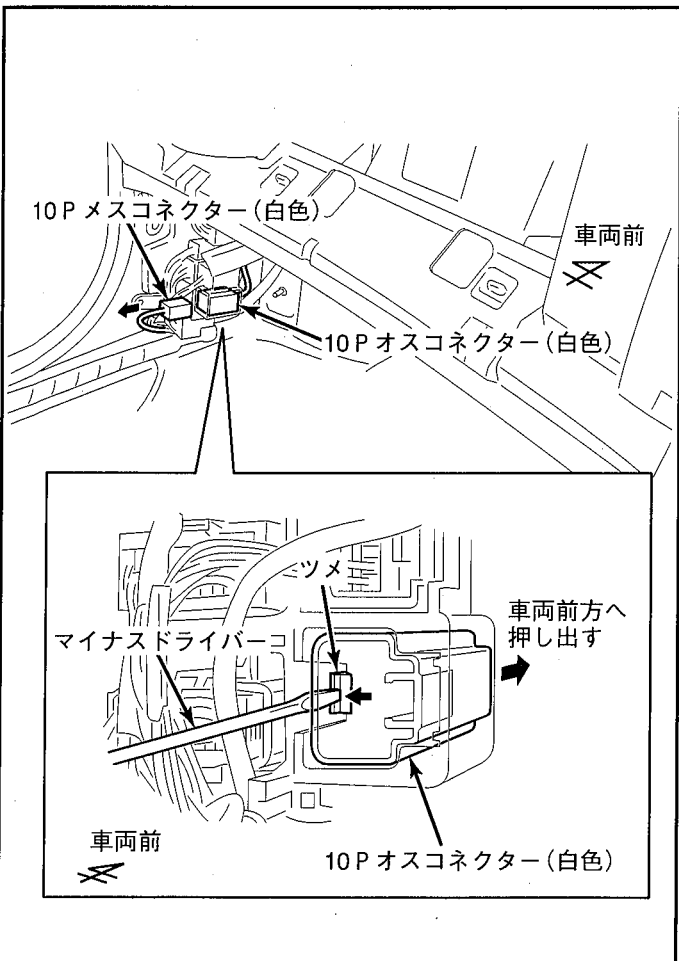 10P メスコネクター(白色)
車両前
10P オスコネクター(白色)
ツメ
車両前方へ
押し出す
マイナスドライバー
車両前
10P オスコネクター(白色)